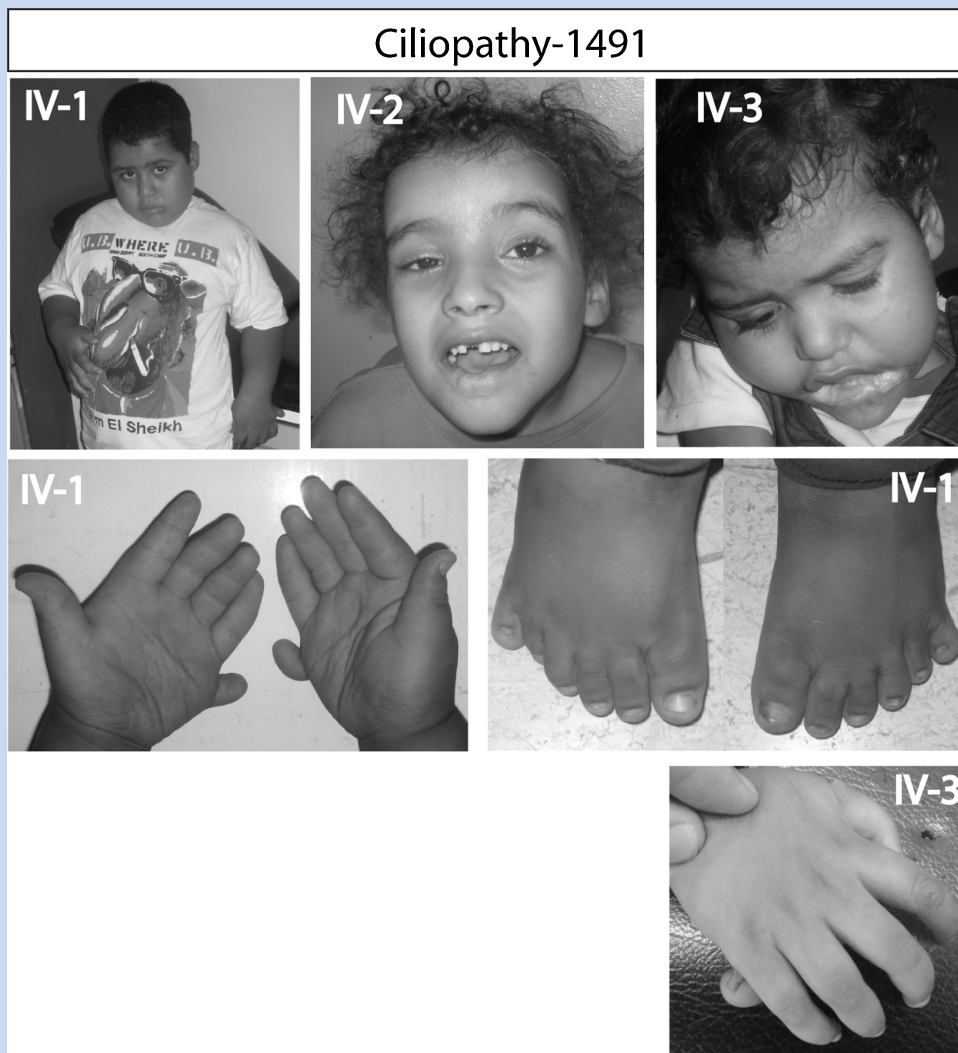 Ciliopathy-1491
IV-1
IV-2
IV-3
U.B. WHERE U.B.
El Sheikh
IV-1
IV-1
IV-3